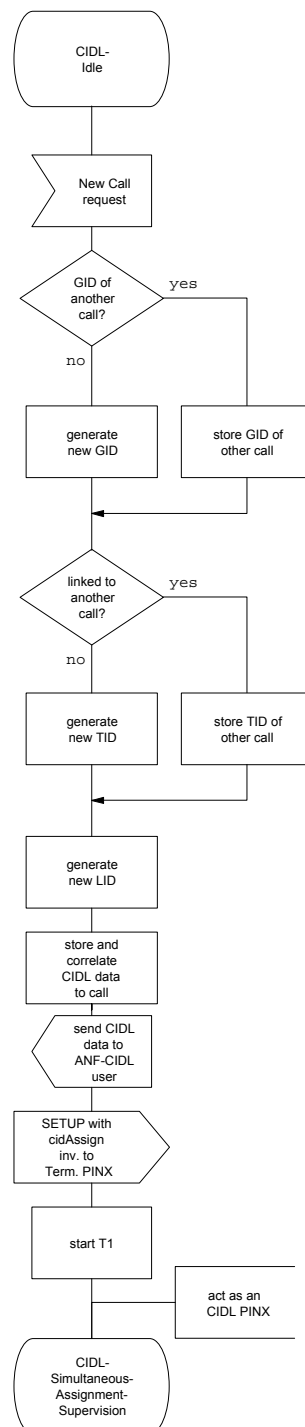 CIDL-
Idle
New Call
request
GID of
another
call?
yes
no
generate
new GID
store GID of
other call
linked to
another
call?
yes
no
generate
new TID
store TID of
other call
generate
new LID
store and
correlate
CIDL data
to call
send CIDL
data to
ANF-CIDL
user
SETUP with
cidAssign
inv. to
Term. PINX
start T1
act as an
CIDL PINX
CIDL-
Simultaneous-
Assignment-
Supervision